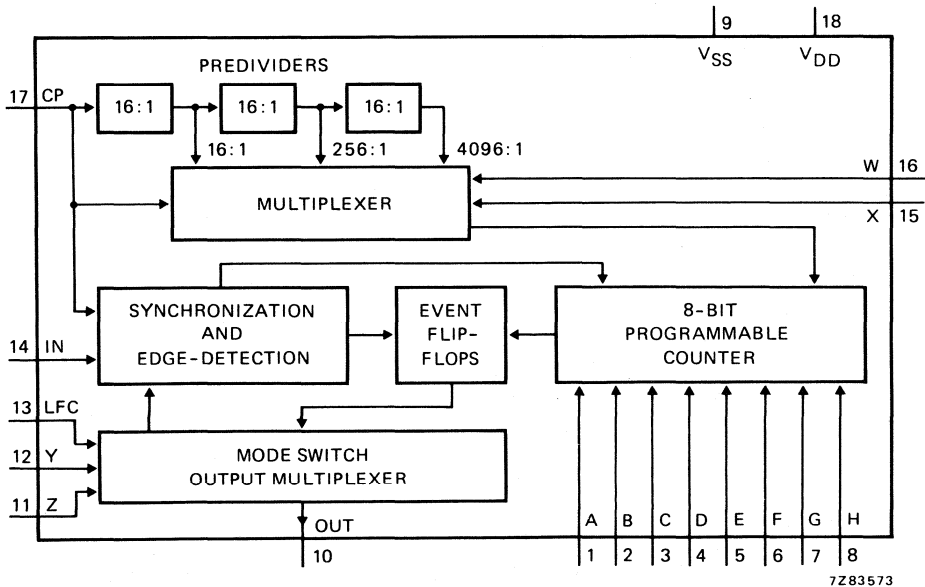 9 18
VSS VDD
PREDIVIDERS
17 CP
16:1 16:1 16:1
16:1 256:1 4096:1
W 16
MULTIPLEXER
X 15
SYNCHRONIZATION
AND
EDGE-DETECTION
EVENT
FLIP-
FLOPS
8-BIT
PROGRAMMABLE
COUNTER
14 IN
13 LFC
12 Y
11 Z
MODE SWITCH
OUTPUT MULTIPLEXER
OUT
10
A B C D E F G H
1 2 3 4 5 6 7 8
7Z83573